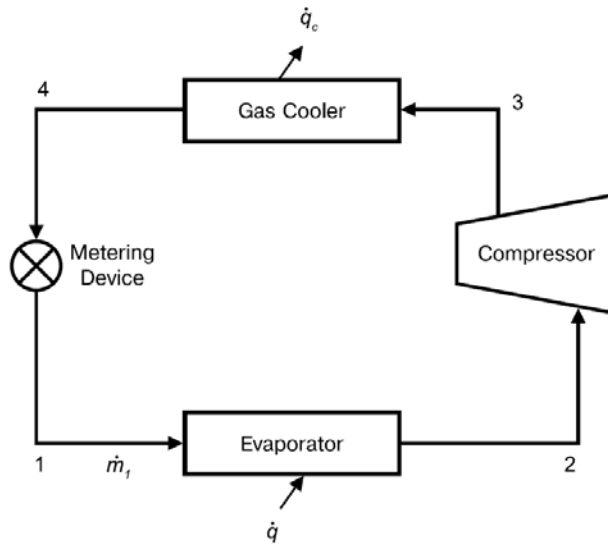 q̇c
4
Gas Cooler
3
Metering
Device
Compressor
Evaporator
1
ṁ1
2
q̇